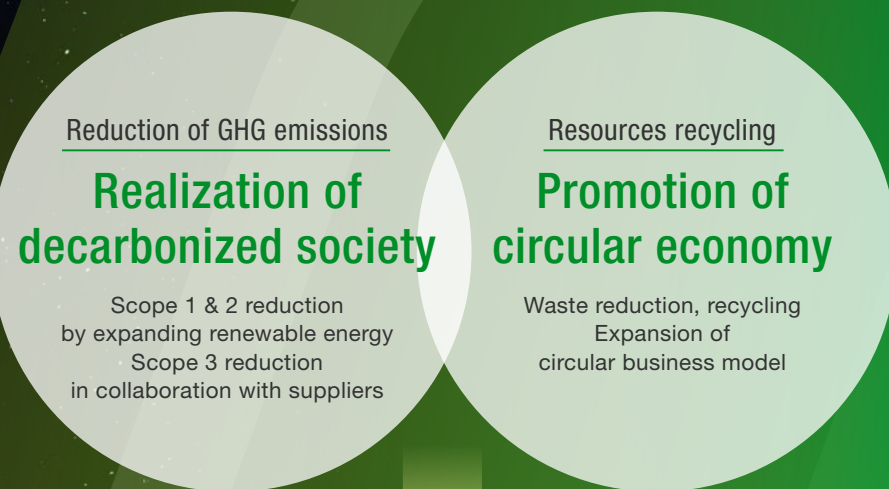 Reduction of GHG emissions
Realization of
decarbonized society
Scope 1 & 2 reduction
by expanding renewable energy
Scope 3 reduction
in collaboration with suppliers
Resources recycling
Promotion of
circular economy
Waste reduction, recycling
Expansion of
circular business model